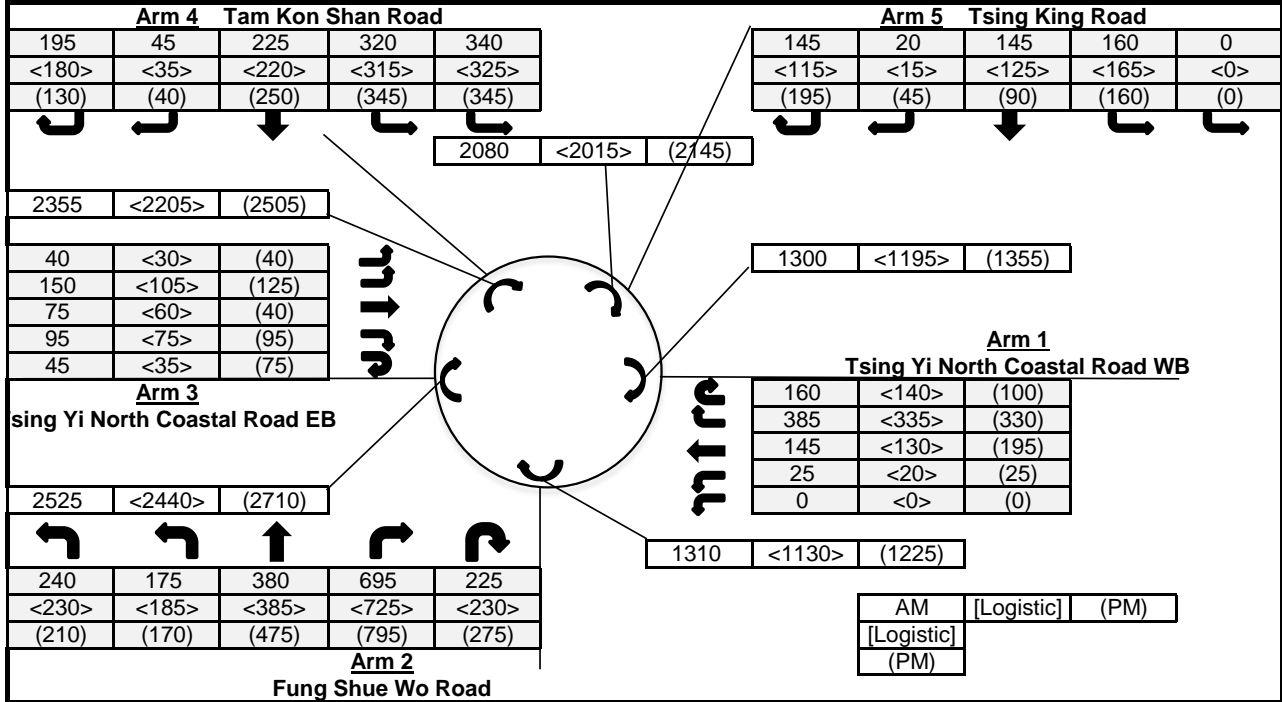 Arm 4 Tam Kon Shan Road
Arm 5 Tsing King Road
195 45 225 320 340
<180> <35> <220> <315> <325>
(130) (40) (250) (345) (345)
145 20 145 160 0
<115> <15> <125> <165> <0>
(195) (45) (90) (160) (0)
2080 <2015> (2145)
2355 <2205> (2505)
40 <30> (40)
150 <105> (125)
75 <60> (40)
95 <75> (95)
45 <35> (75)
1300 <1195> (1355)
Arm 3
sing Yi North Coastal Road EB
Arm 1
Tsing Yi North Coastal Road WB
160 <140> (100)
385 <335> (330)
145 <130> (195)
25 <20> (25)
0 <0> (0)
2525 <2440> (2710)
1310 <1130> (1225)
240 175 380 695 225
<230> <185> <385> <725> <230>
(210) (170) (475) (795) (275)
Arm 2
Fung Shue Wo Road
AM [Logistic] (PM)
[Logistic]
(PM)